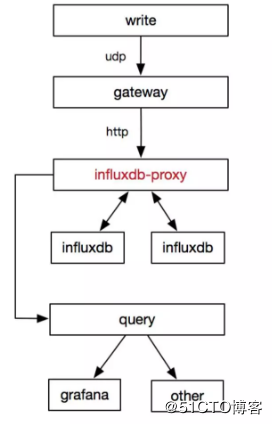 write
udp
gateway
http
influxdb-proxy
influxdb influxdb
query
grafana other
@51CTO博客